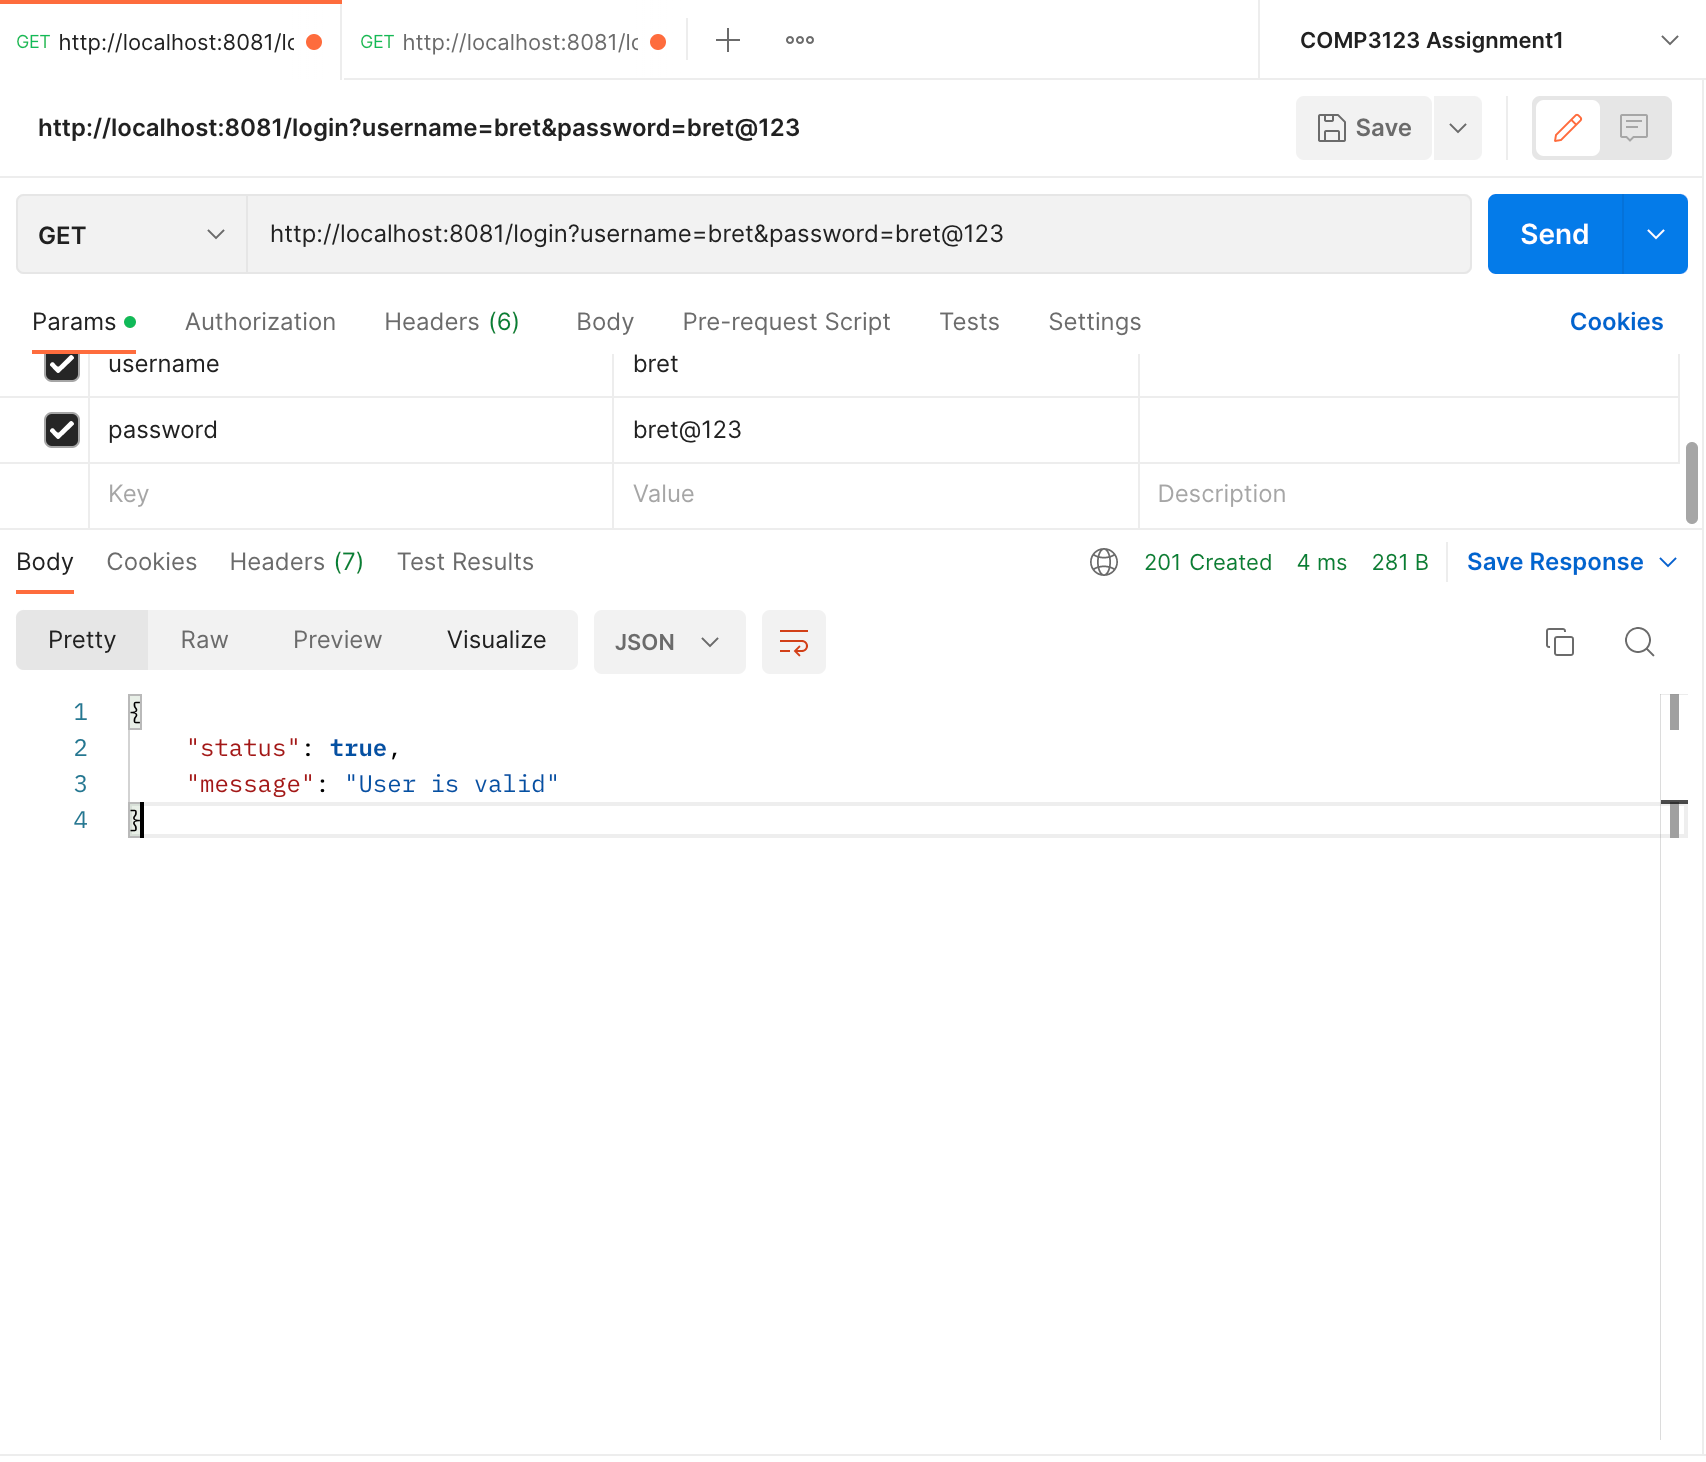 GET http://localhost:8081/lo GET http://localhost:8081/lo COMP3123 Assignment1
http://localhost:8081/login?username=bret&password=bret@123 Save
GET http://localhost:8081/login?username=bret&password=bret@123 Send
Params Authorization Headers (6) Body Pre-request Script Tests Settings Cookies
username bret
password bret@123
Key Value Description
Body Cookies Headers (7) Test Results 201 Created 4 ms 281 B Save Response
Pretty Raw Preview Visualize JSON
1 {
2 "status": true,
3 "message": "User is valid"
4 }